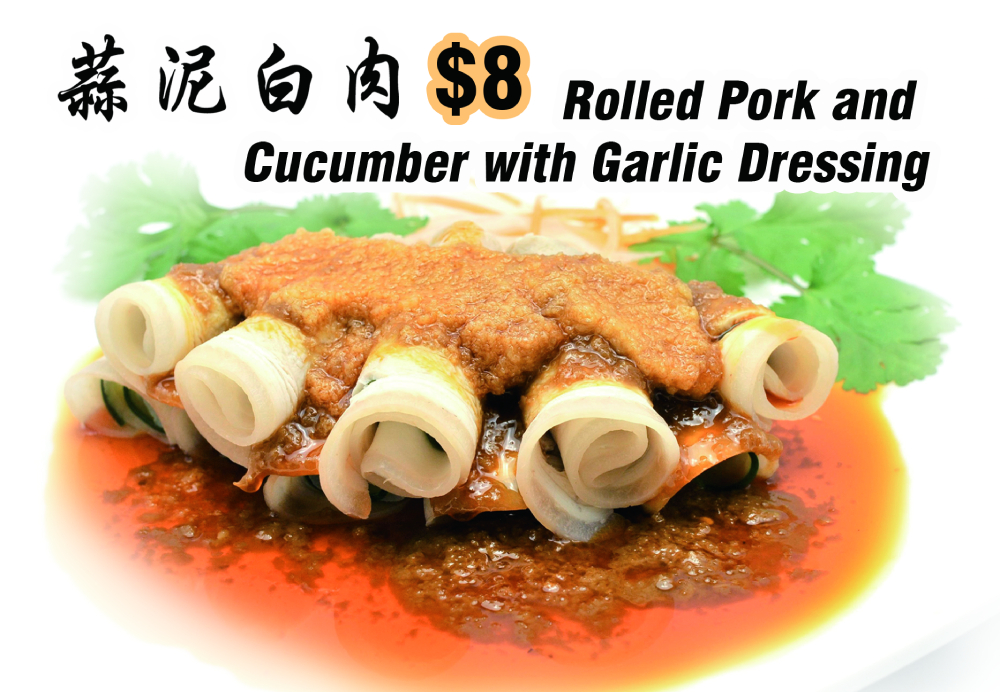 蒜泥白肉 $8 Rolled Pork and
Cucumber with Garlic Dressing